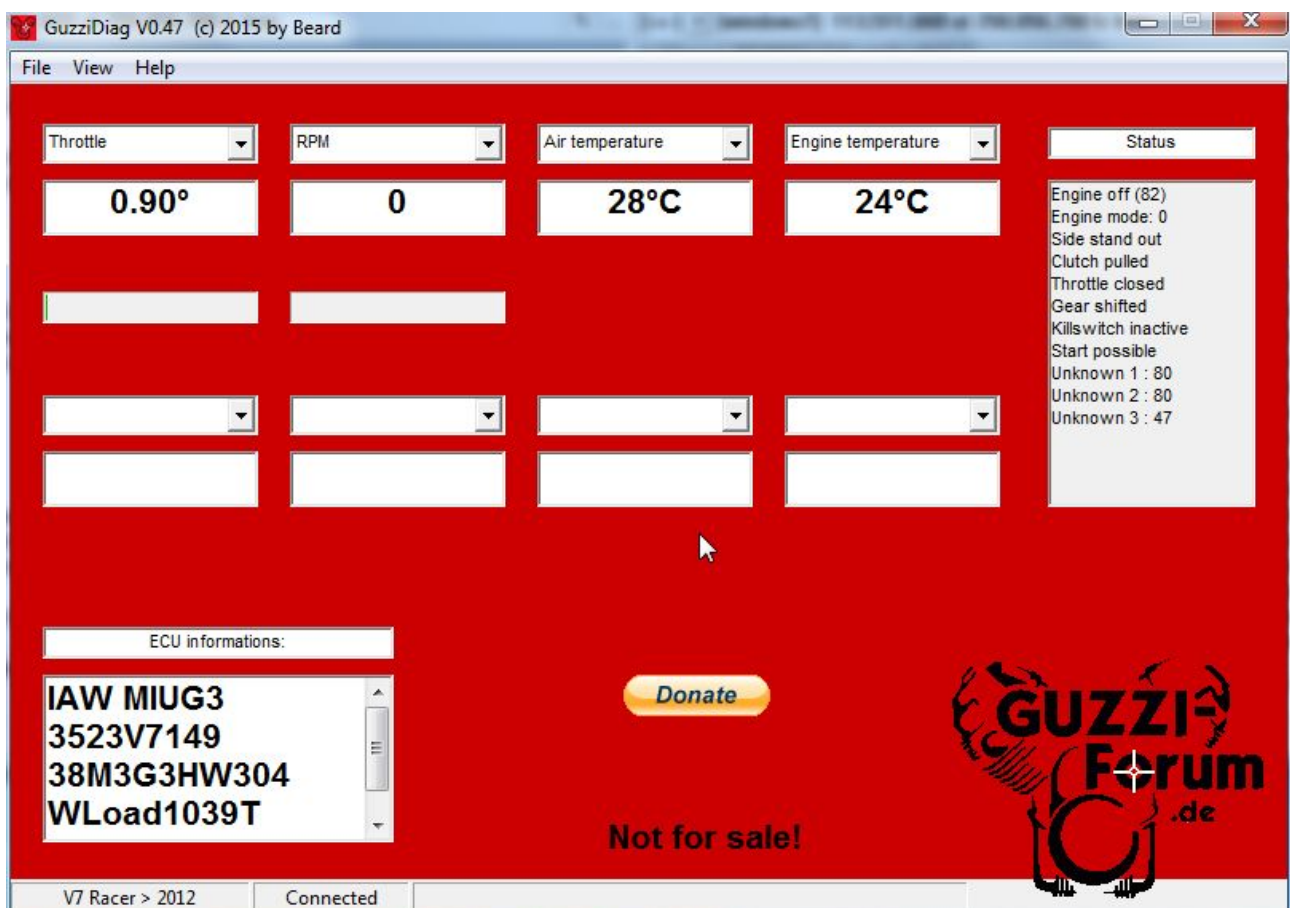 GuzziDiag V0.47 (c) 2015 by Beard
File View Help
Throttle RPM Air temperature Engine temperature Status
0.90° 0 28°C 24°C
Engine off (82)
Engine mode: 0
Side stand out
Clutch pulled
Throttle closed
Gear shifted
Killswitch inactive
Start possible
Unknown 1 : 80
Unknown 2 : 80
Unknown 3 : 47
ECU informations:
IAW MIUG3
3523V7149
38M3G3HW304
WLoad1039T
Donate
Not for sale!
GUZZI-
Forum
.de
V7 Racer > 2012 Connected